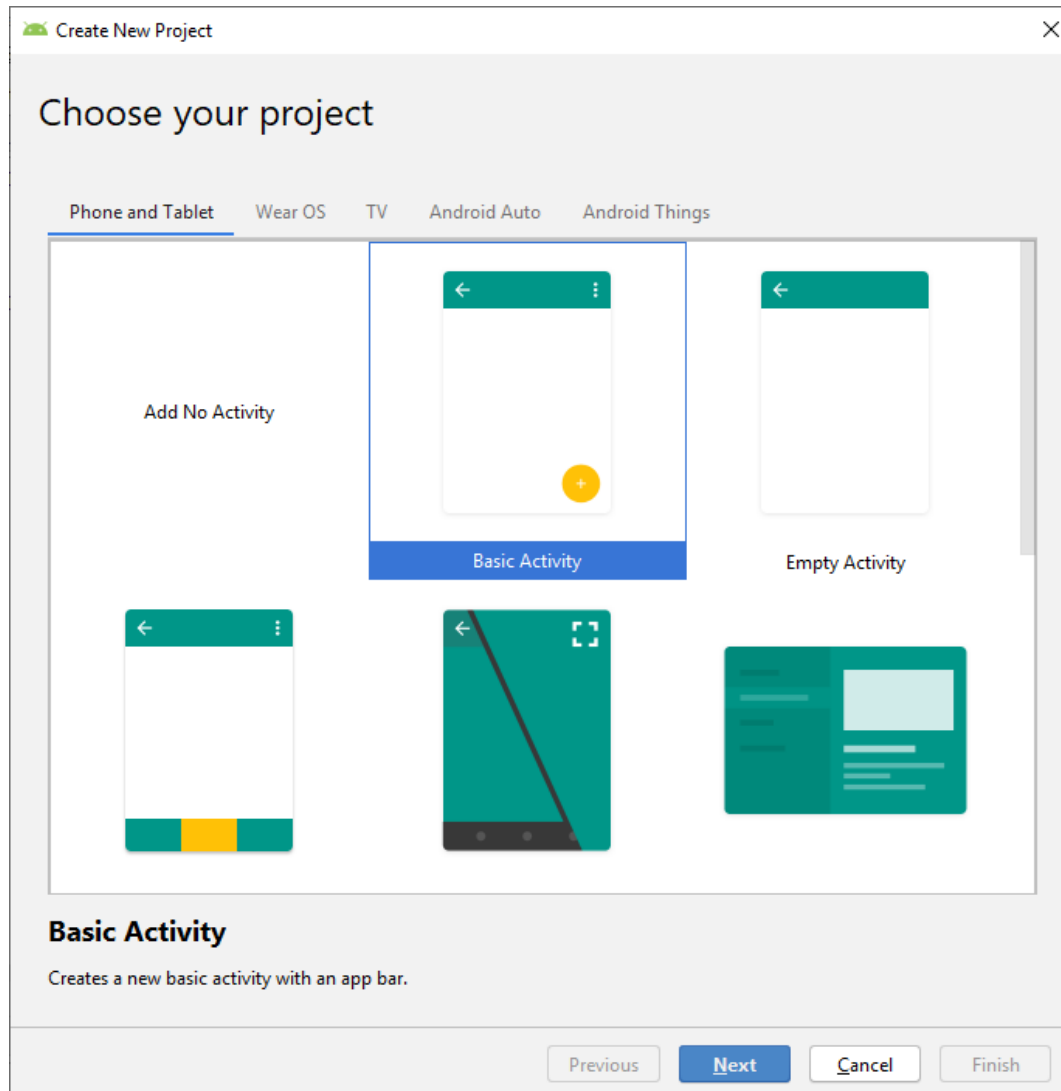 Create New Project
Choose your project
Phone and Tablet Wear OS TV Android Auto Android Things
Add No Activity
Basic Activity
Empty Activity
Basic Activity
Creates a new basic activity with an app bar.
Previous Next Cancel Finish